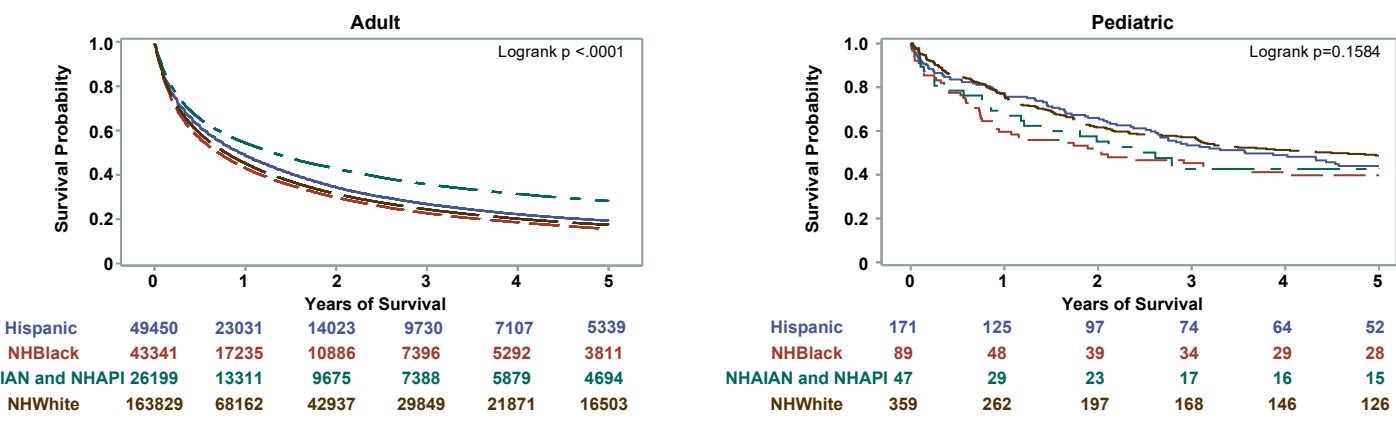 Adult
Logrank p <.0001
Survival Probabilty
1.0
0.8
0.6
0.4
0.2
0
0 1 2 3 4 5
Years of Survival
Hispanic 49450 23031 14023 9730 7107 5339
NHBlack 43341 17235 10886 7396 5292 3811
IAN and NHAPI 26199 13311 9675 7388 5879 4694
NHWhite 163829 68162 42937 29849 21871 16503
Pediatric
Logrank p=0.1584
Survival Probabilty
1.0
0.8
0.6
0.4
0.2
0
0 1 2 3 4 5
Years of Survival
Hispanic 171 125 97 74 64 52
NHBlack 89 48 39 34 29 28
NHAIAN and NHAPI 47 29 23 17 16 15
NHWhite 359 262 197 168 146 126